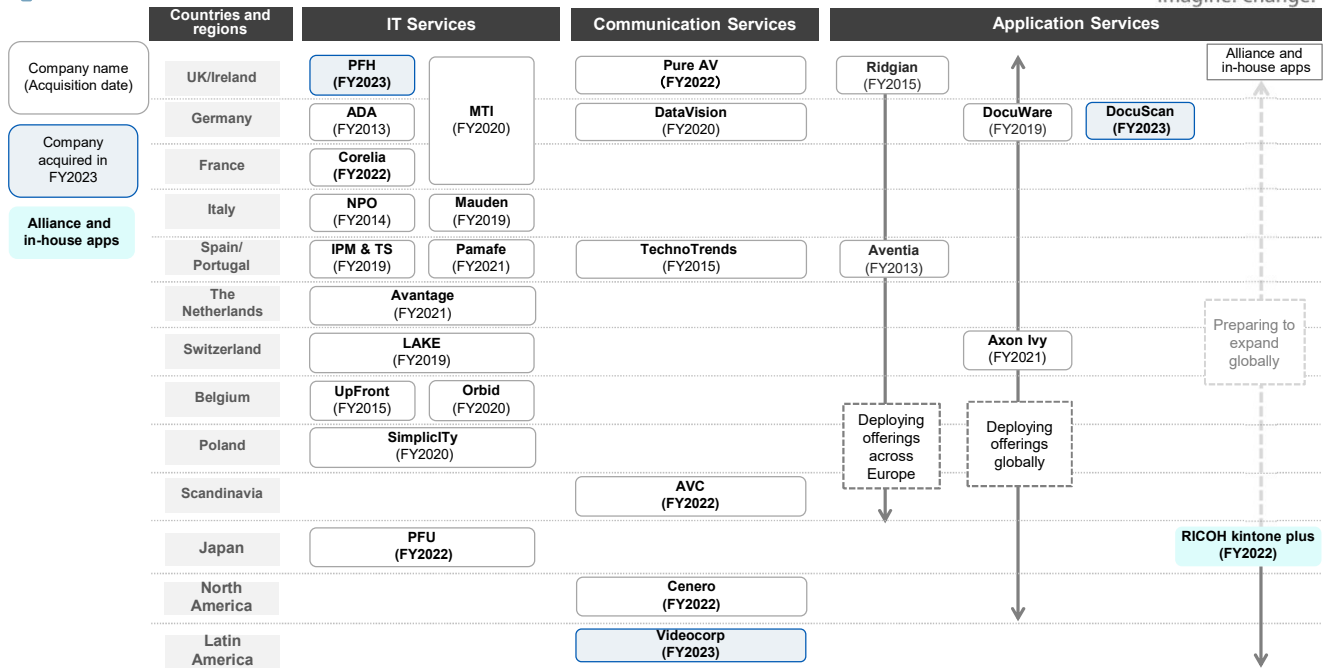 imagine. change.
Countries and
regions
IT Services
Communication Services
Application Services
Company name
(Acquisition date)
Company
acquired in
FY2023
Alliance and
in-house apps
UK/Ireland
PFH
(FY2023)
MTI
(FY2020)
Pure AV
(FY2022)
Ridgian
(FY2015)
Alliance and
in-house apps
Germany
ADA
(FY2013)
DataVision
(FY2020)
DocuWare
(FY2019)
DocuScan
(FY2023)
France
Corelia
(FY2022)
Italy
NPO
(FY2014)
Mauden
(FY2019)
Spain/
Portugal
IPM & TS
(FY2019)
Pamafe
(FY2021)
TechnoTrends
(FY2015)
Aventia
(FY2013)
The
Netherlands
Avantage
(FY2021)
Preparing to
expand
globally
Switzerland
LAKE
(FY2019)
Axon Ivy
(FY2021)
Belgium
UpFront
(FY2015)
Orbid
(FY2020)
Deploying
offerings
across
Europe
Deploying
offerings
globally
Poland
SimplicITy
(FY2020)
Scandinavia
AVC
(FY2022)
Japan
PFU
(FY2022)
RICOH kintone plus
(FY2022)
North
America
Cenero
(FY2022)
Latin
America
Videocorp
(FY2023)